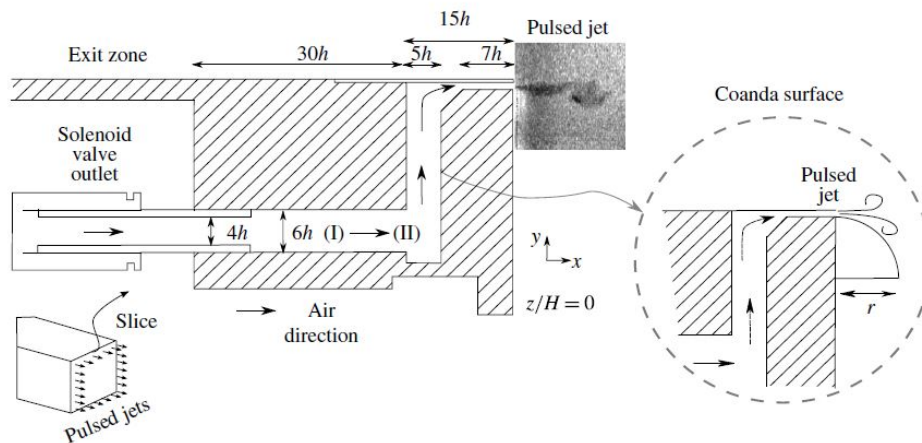 15h
Pulsed jet
Exit zone
30h
5h
7h
Coanda surface
Solenoid
valve
outlet
Pulsed
jet
4h
6h (I) (II)
y
x
z/H = 0
r
Air
direction
Slice
Pulsed jets